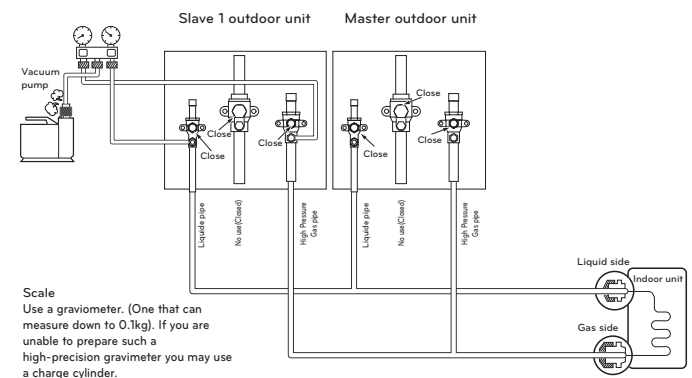 Slave 1 outdoor unit
Master outdoor unit
Vacuum
pump
Close
Close
Close
Close
Close
Close
Liquide pipe
No use(Closed)
High Pressure
Gas pipe
Liquide pipe
No use(Closed)
High Pressure
Gas pipe
Liquid side
Indoor unit
Gas side
Scale
Use a graviometer. (One that can
measure down to 0.1kg). If you are
unable to prepare such a
high-precision gravimeter you may use
a charge cylinder.